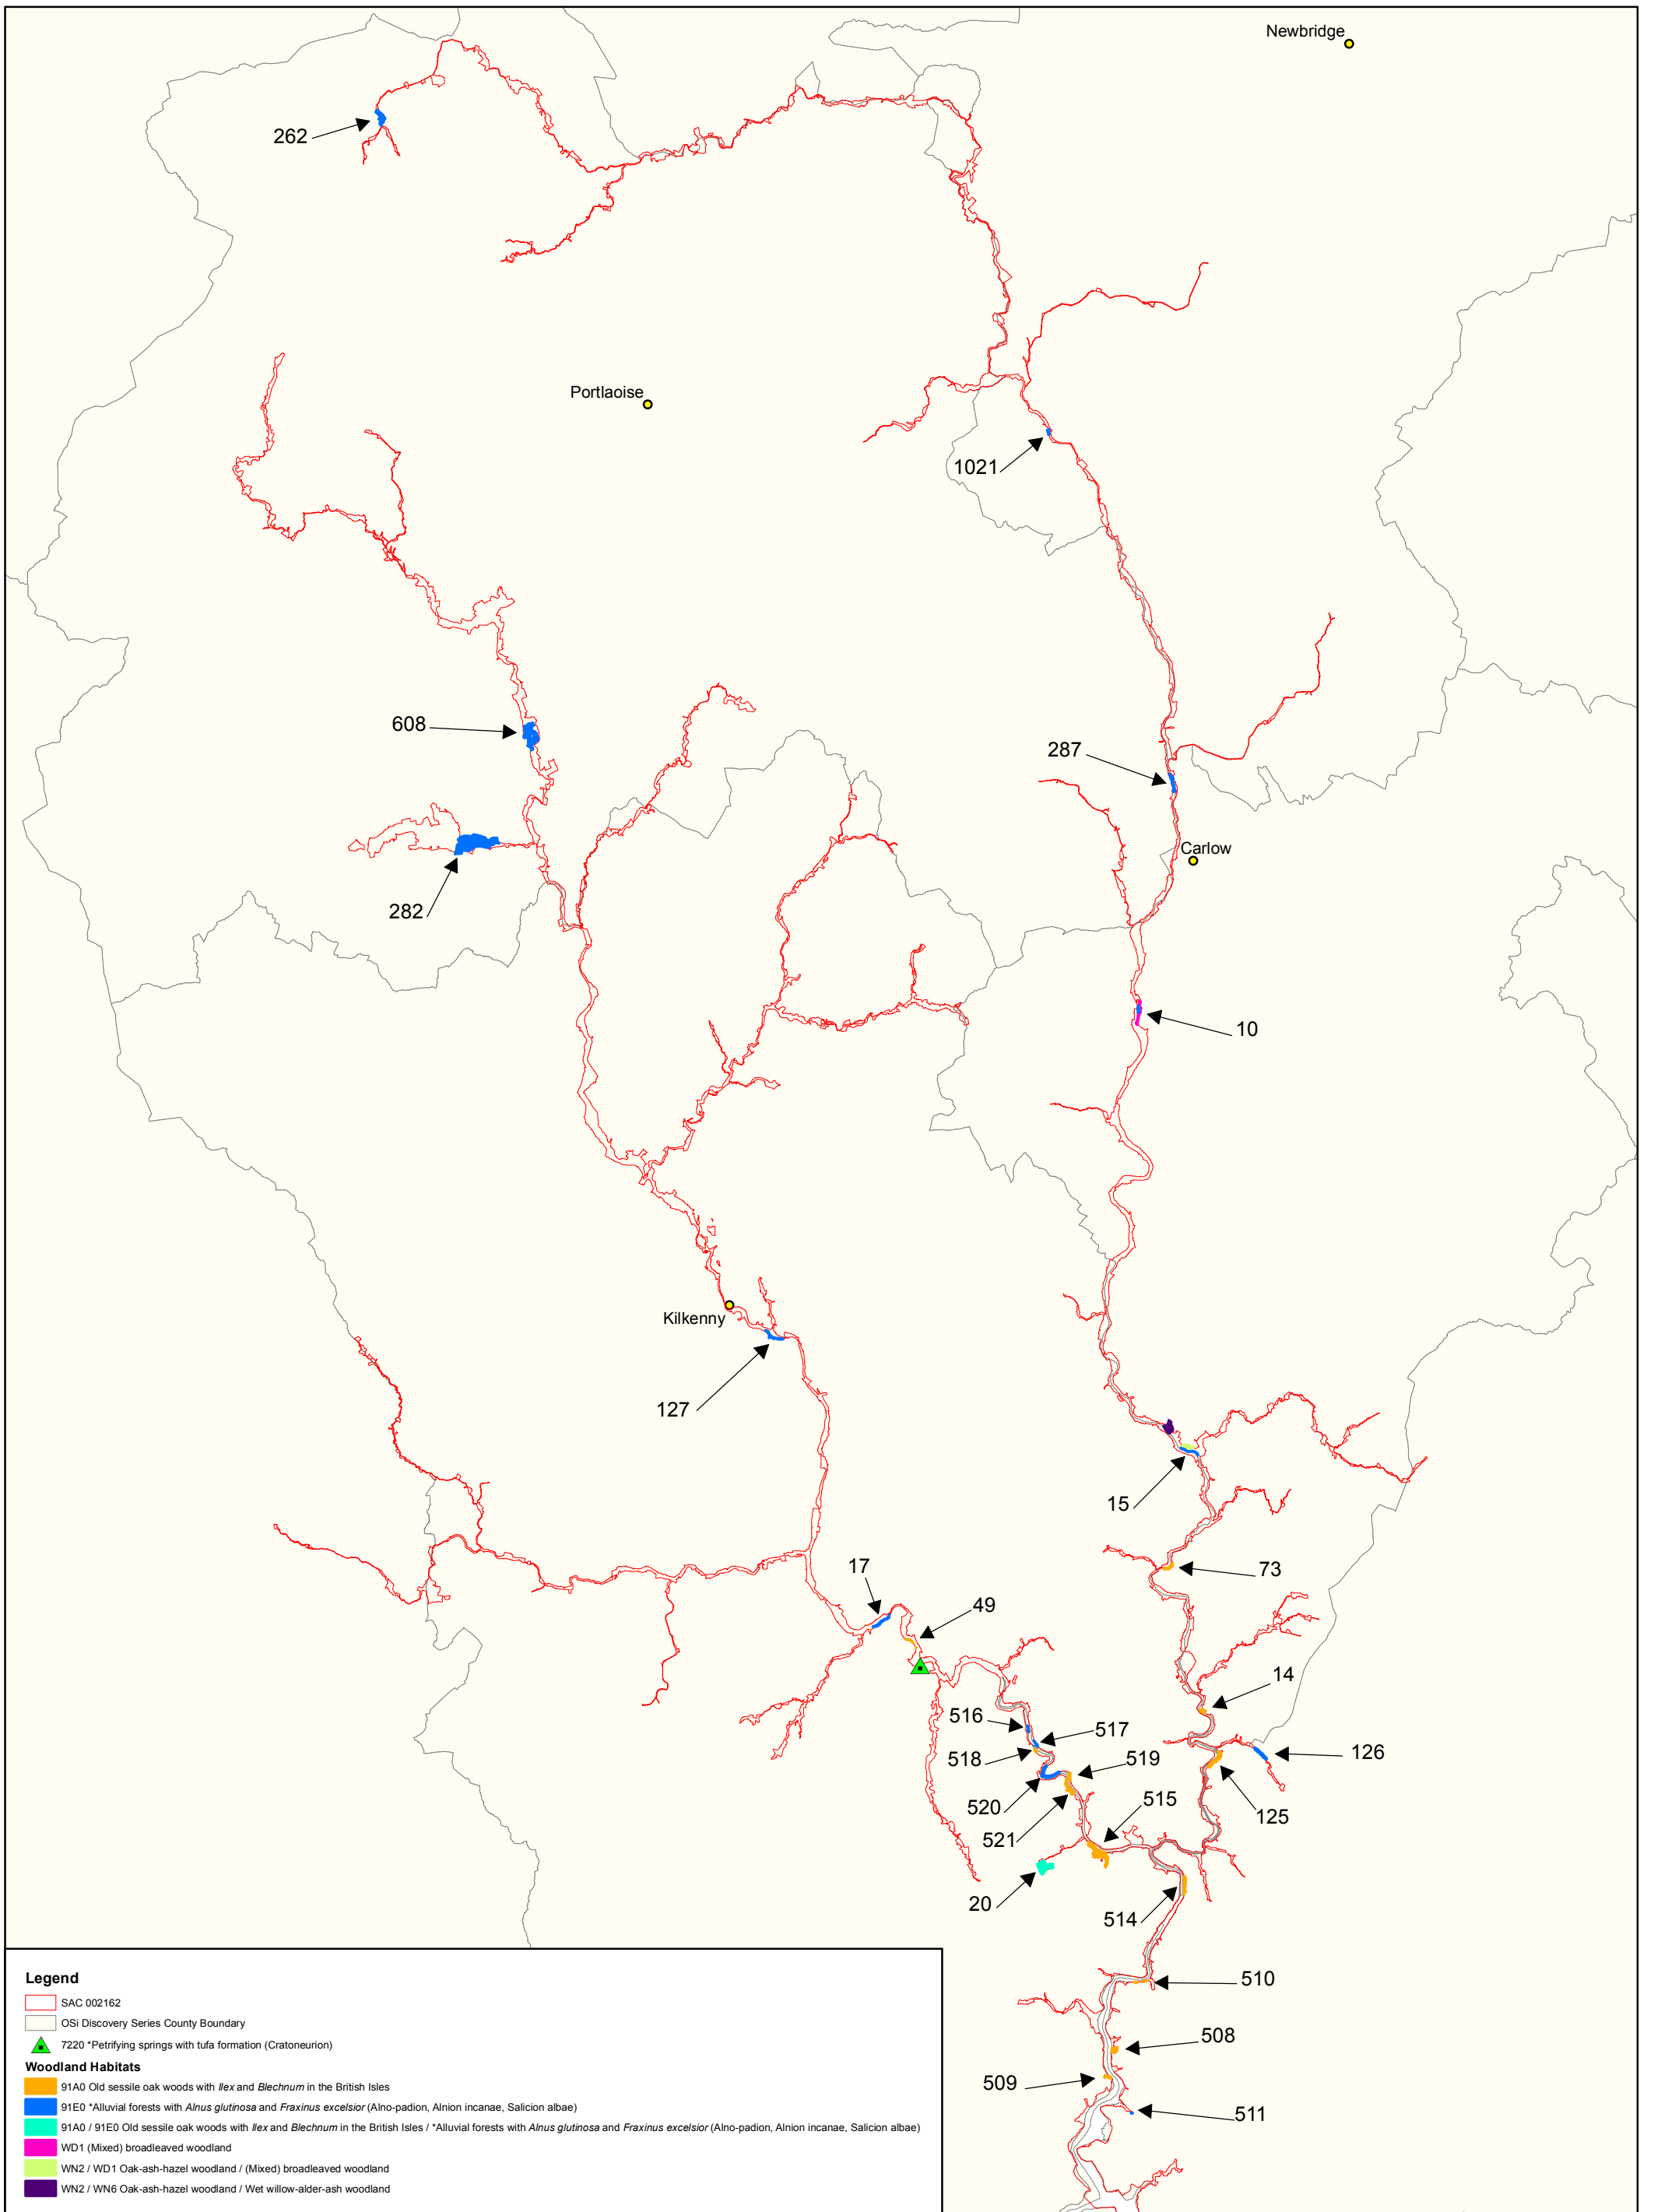 Newbridge
262
Portlaoise
1021
608
287
Carlow
282
10
Kilkenny
127
15
17
73
49
14
516
517
126
518
519
520
515
125
521
20
514
510
508
509
511
Legend
SAC 002162
OSi Discovery Series County Boundary
7220 *Petrifying springs with tufa formation (Cratoneurion)
Woodland Habitats
91A0 Old sessile oak woods with Ilex and Blechnum in the British Isles
91E0 *Alluvial forests with Alnus glutinosa and Fraxinus excelsior (Alno-padion, Alnion incanae, Salicion albae)
91A0 / 91E0 Old sessile oak woods with Ilex and Blechnum in the British Isles / *Alluvial forests with Alnus glutinosa and Fraxinus excelsior (Alno-padion, Alnion incanae, Salicion albae)
WD1 (Mixed) broadleaved woodland
WN2 / WD1 Oak-ash-hazel woodland / (Mixed) broadleaved woodland
WN2 / WN6 Oak-ash-hazel woodland / Wet willow-alder-ash woodland